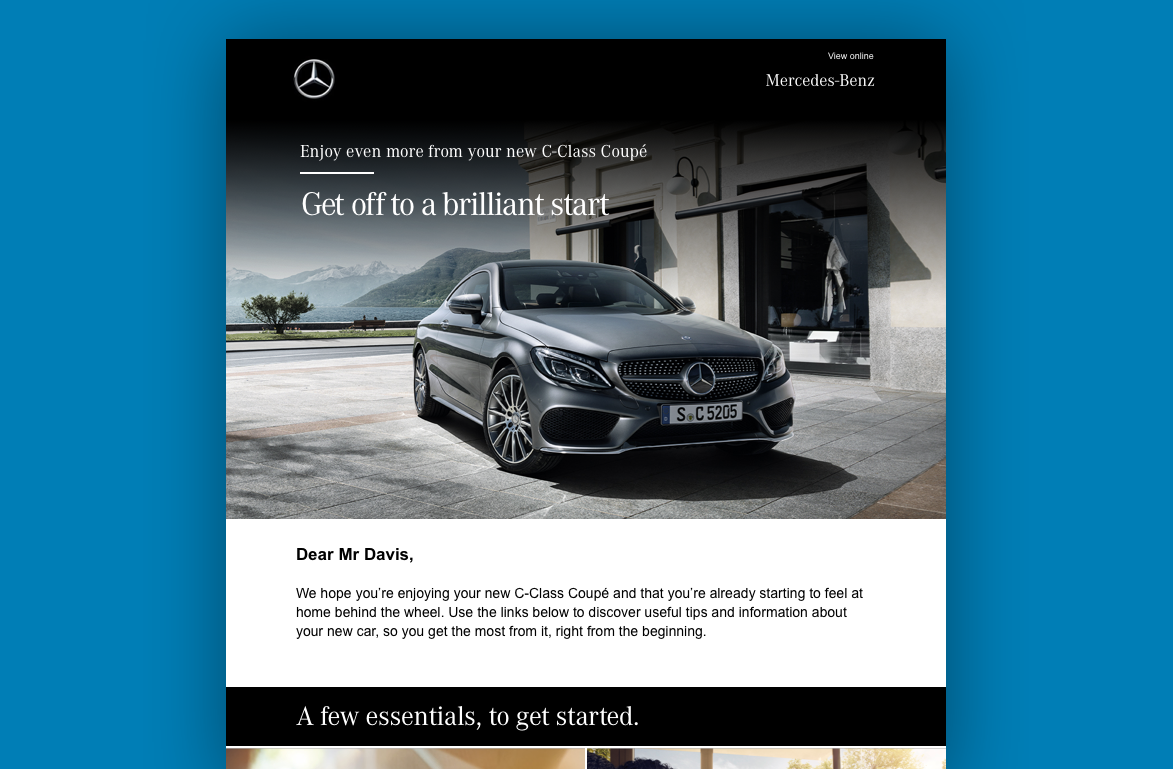 View online
Mercedes-Benz
Enjoy even more from your new C-Class Coupé
Get off to a brilliant start
S C 5205
Dear Mr Davis,
We hope you’re enjoying your new C-Class Coupé and that you’re already starting to feel at
home behind the wheel. Use the links below to discover useful tips and information about
your new car, so you get the most from it, right from the beginning.
A few essentials, to get started.